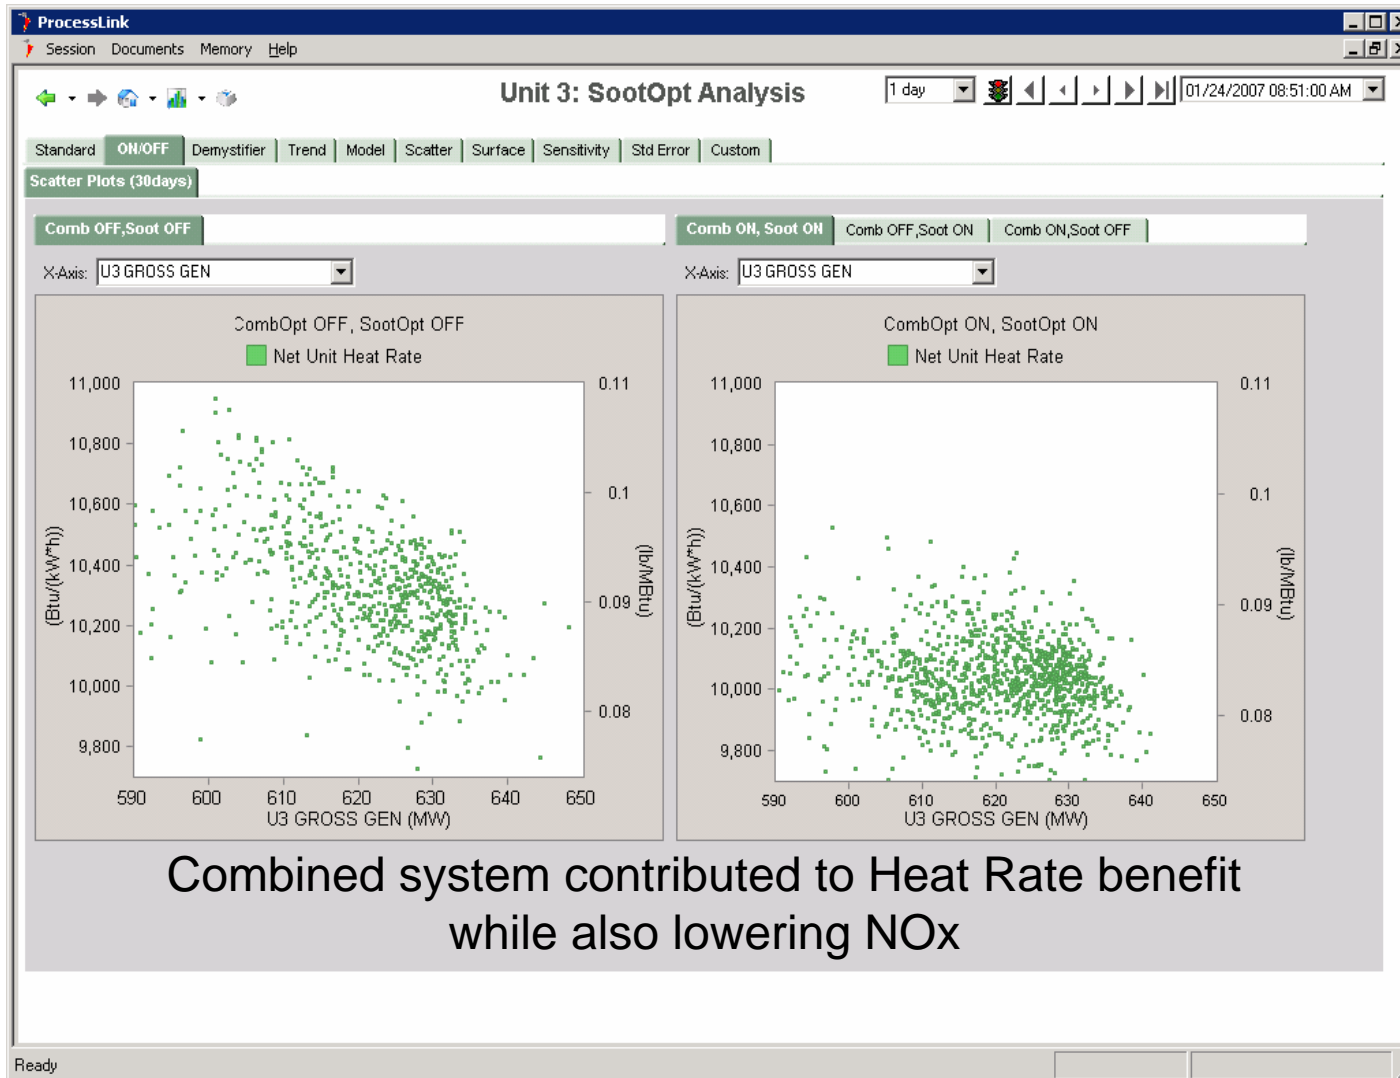 ProcessLink
Session Documents Memory Help
Unit 3: SootOpt Analysis
1 day
01/24/2007 08:51:00 AM
Standard ON/OFF Demystifier Trend Model Scatter Surface Sensitivity Std Error Custom
Scatter Plots (30days)
Comb OFF,Soot OFF
X-Axis: U3 GROSS GEN
CombOpt OFF, SootOpt OFF
Net Unit Heat Rate
11,000
10,800
10,600
10,400
10,200
10,000
9,800
(Btu/(kW*h))
0.11
0.1
0.09
0.08
(lb/MBtu)
590 600 610 620 630 640 650
U3 GROSS GEN (MW)
Comb ON, Soot ON Comb OFF,Soot ON Comb ON,Soot OFF
X-Axis: U3 GROSS GEN
CombOpt ON, SootOpt ON
Net Unit Heat Rate
11,000
10,800
10,600
10,400
10,200
10,000
9,800
(Btu/(kW*h))
0.11
0.1
0.09
0.08
(lb/MBtu)
590 600 610 620 630 640 650
U3 GROSS GEN (MW)
Combined system contributed to Heat Rate benefit
while also lowering NOx
Ready